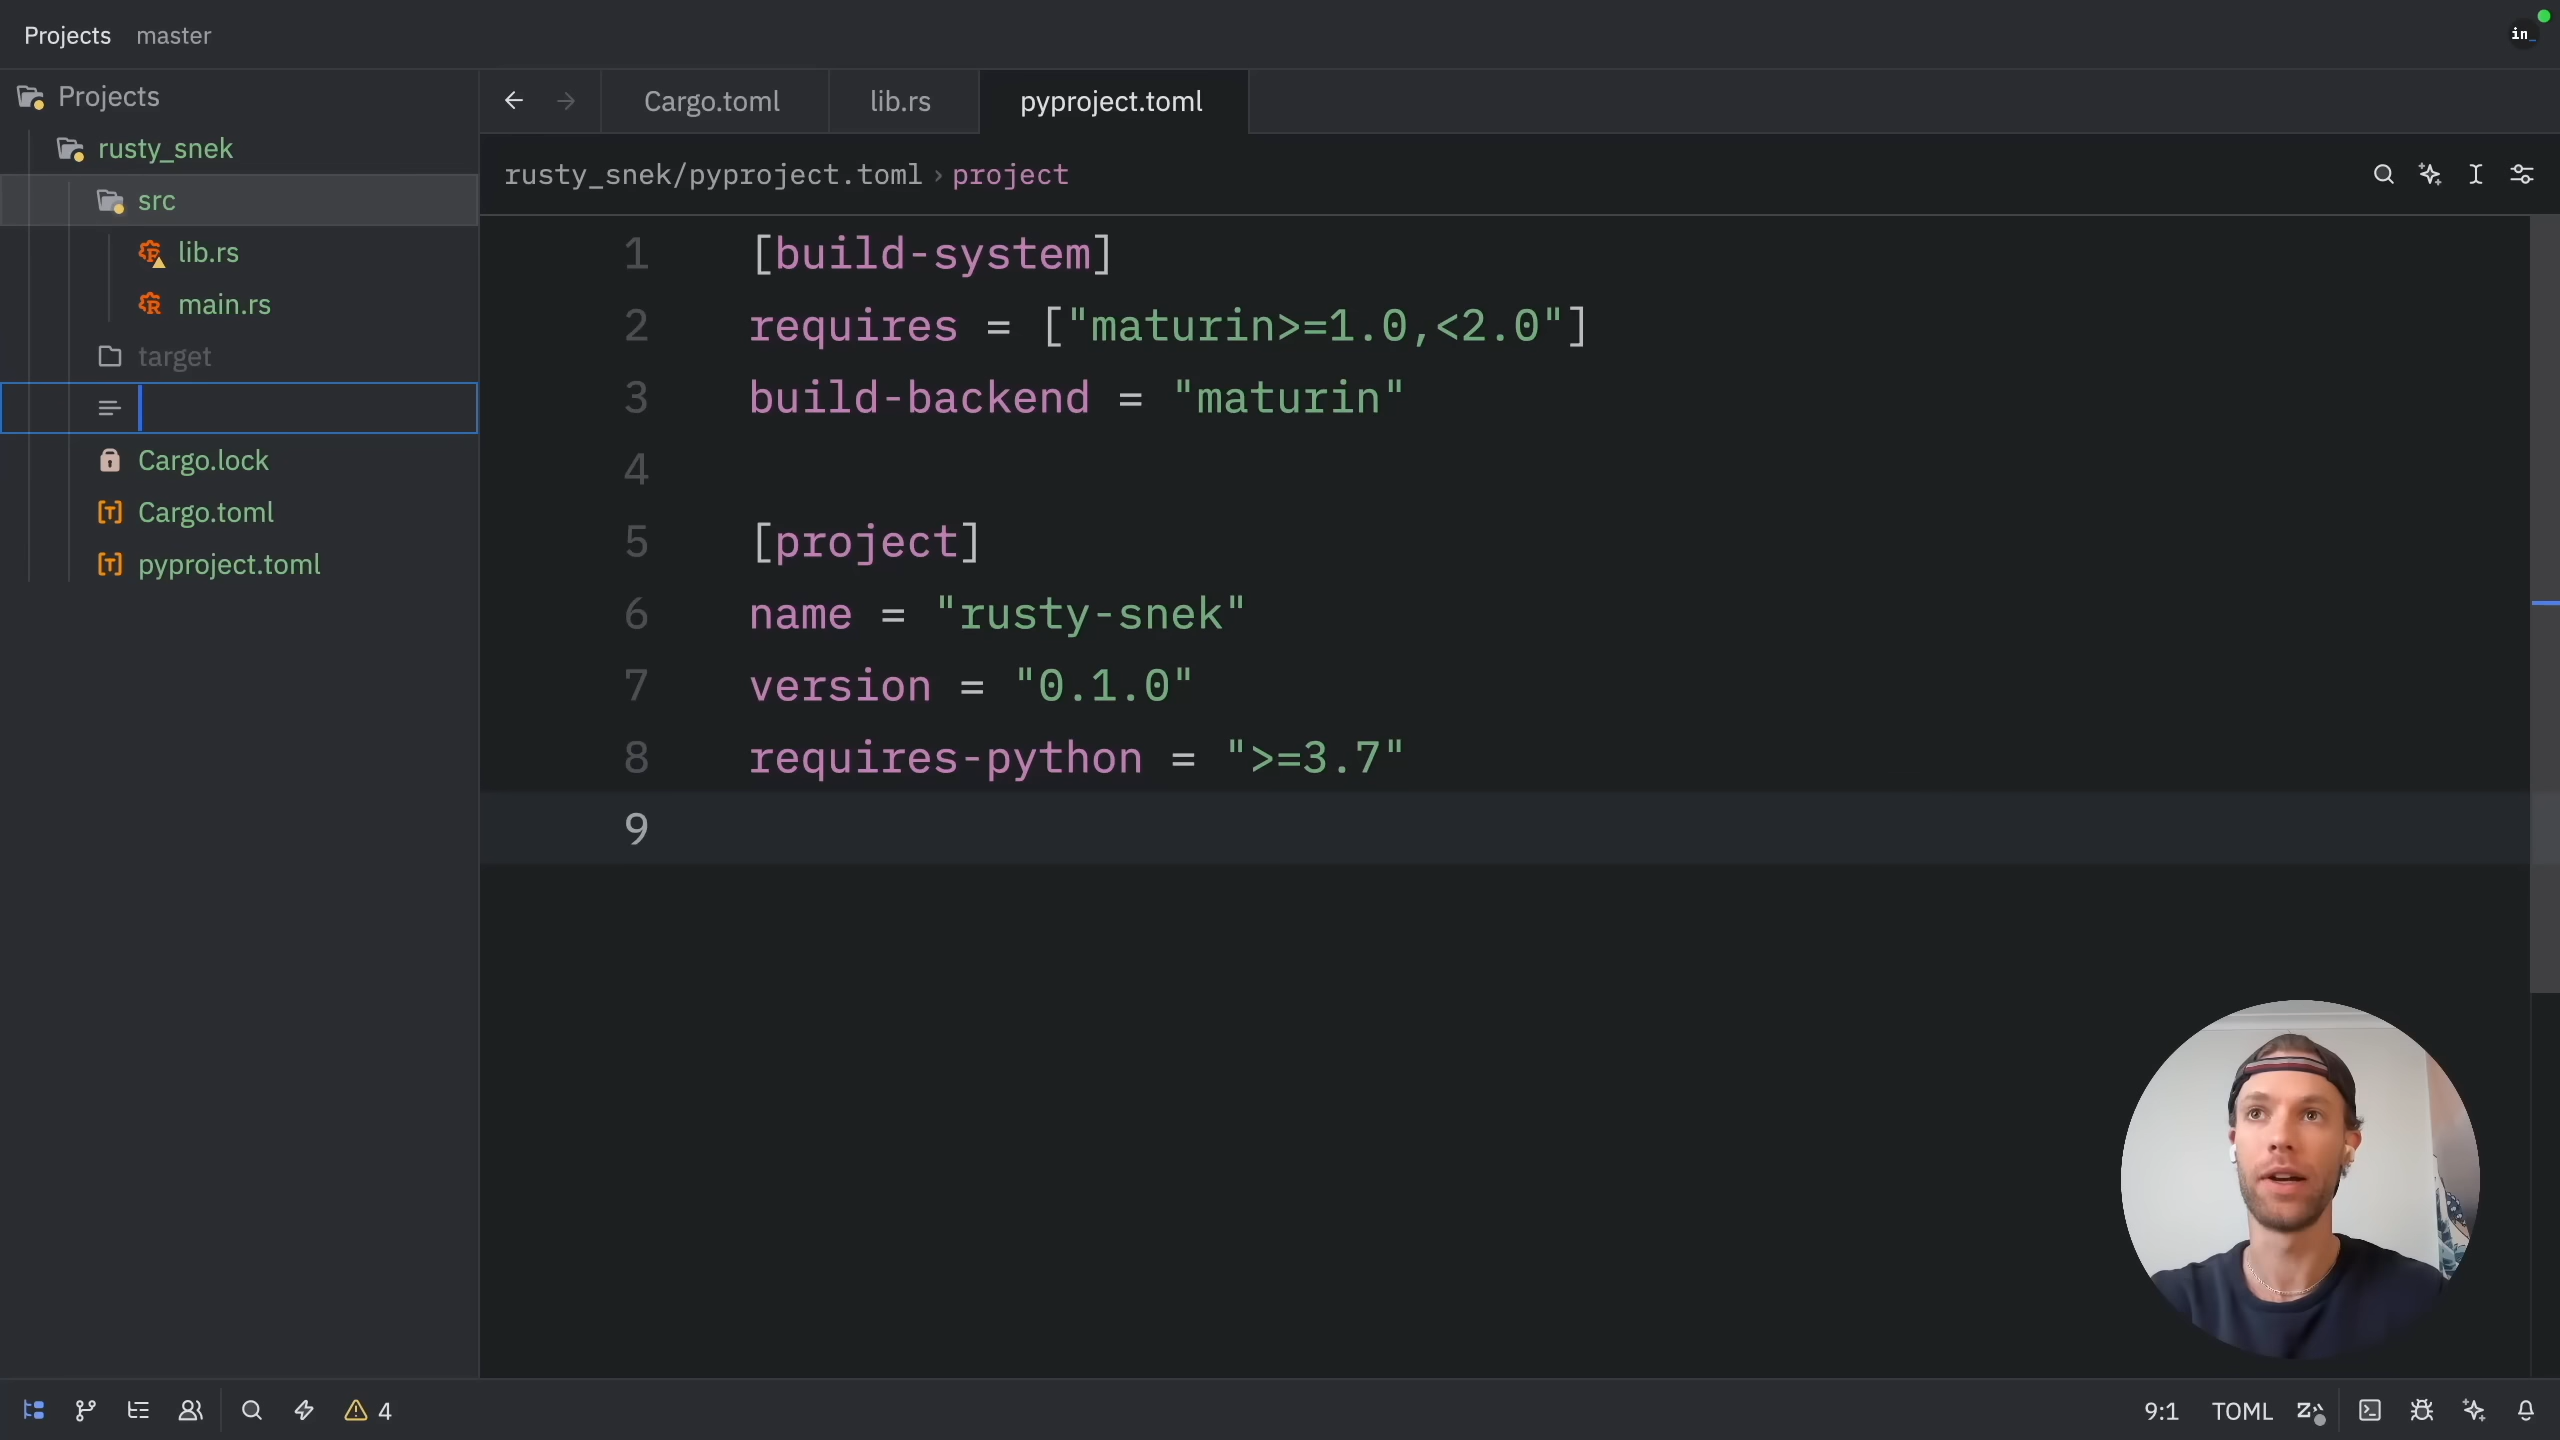 Projects master
in_
Projects
rusty_snek
src
lib.rs
main.rs
target
Cargo.lock
Cargo.toml
pyproject.toml
Cargo.toml lib.rs pyproject.toml
rusty_snek/pyproject.toml › project
1 [build-system]
2 requires = ["maturin>=1.0,<2.0"]
3 build-backend = "maturin"
4
5 [project]
6 name = "rusty-snek"
7 version = "0.1.0"
8 requires-python = ">=3.7"
9
4
9:1 TOML